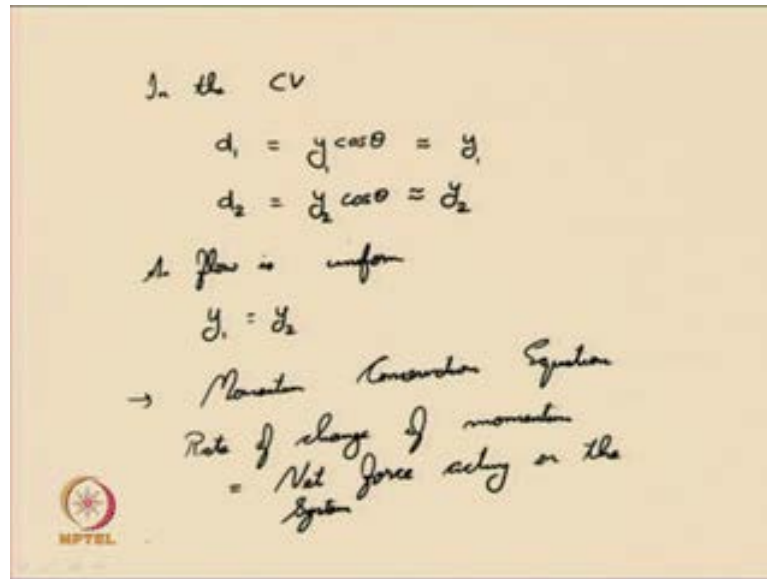 In the CV
d₁ = y₁ cosθ = y₁
d₂ = y₂ cosθ ≈ y₂
As flow is uniform
y₁ = y₂
→ Momentum Conservation Equation
Rate of change of momentum
= Net force acting on the
System
NPTEL